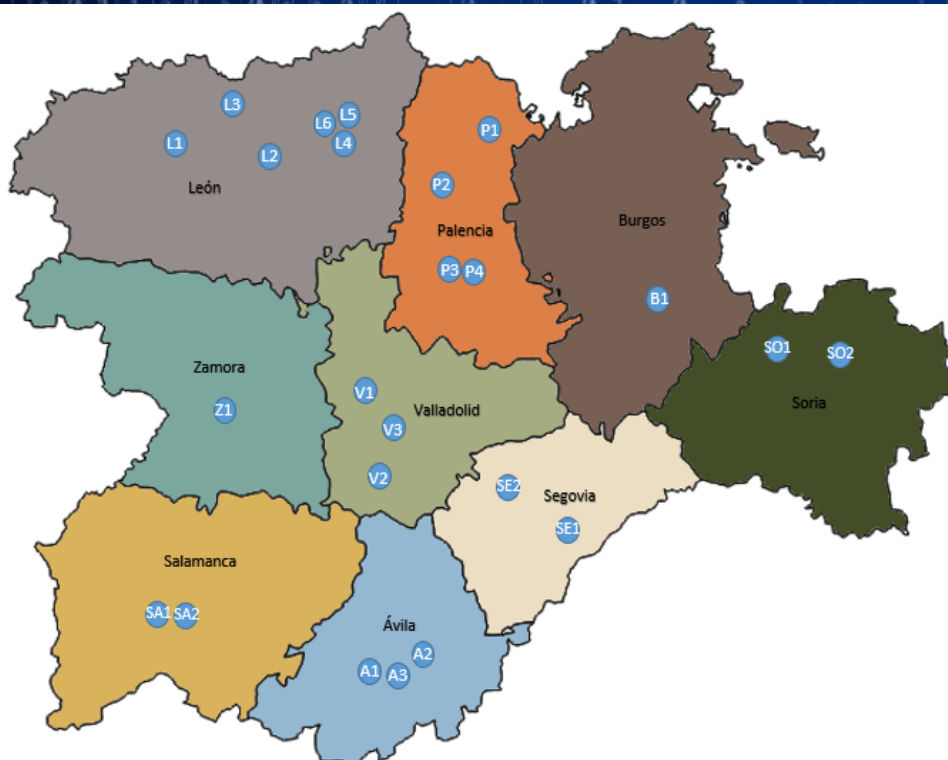 L3
L5
L6
L1
L4
L2
León
P1
P2
Palencia
P3
P4
Burgos
B1
SO1
SO2
Soria
Zamora
Z1
V1
Valladolid
V3
V2
SE2
Segovia
SE1
Salamanca
SA1
SA2
Ávila
A2
A1
A3